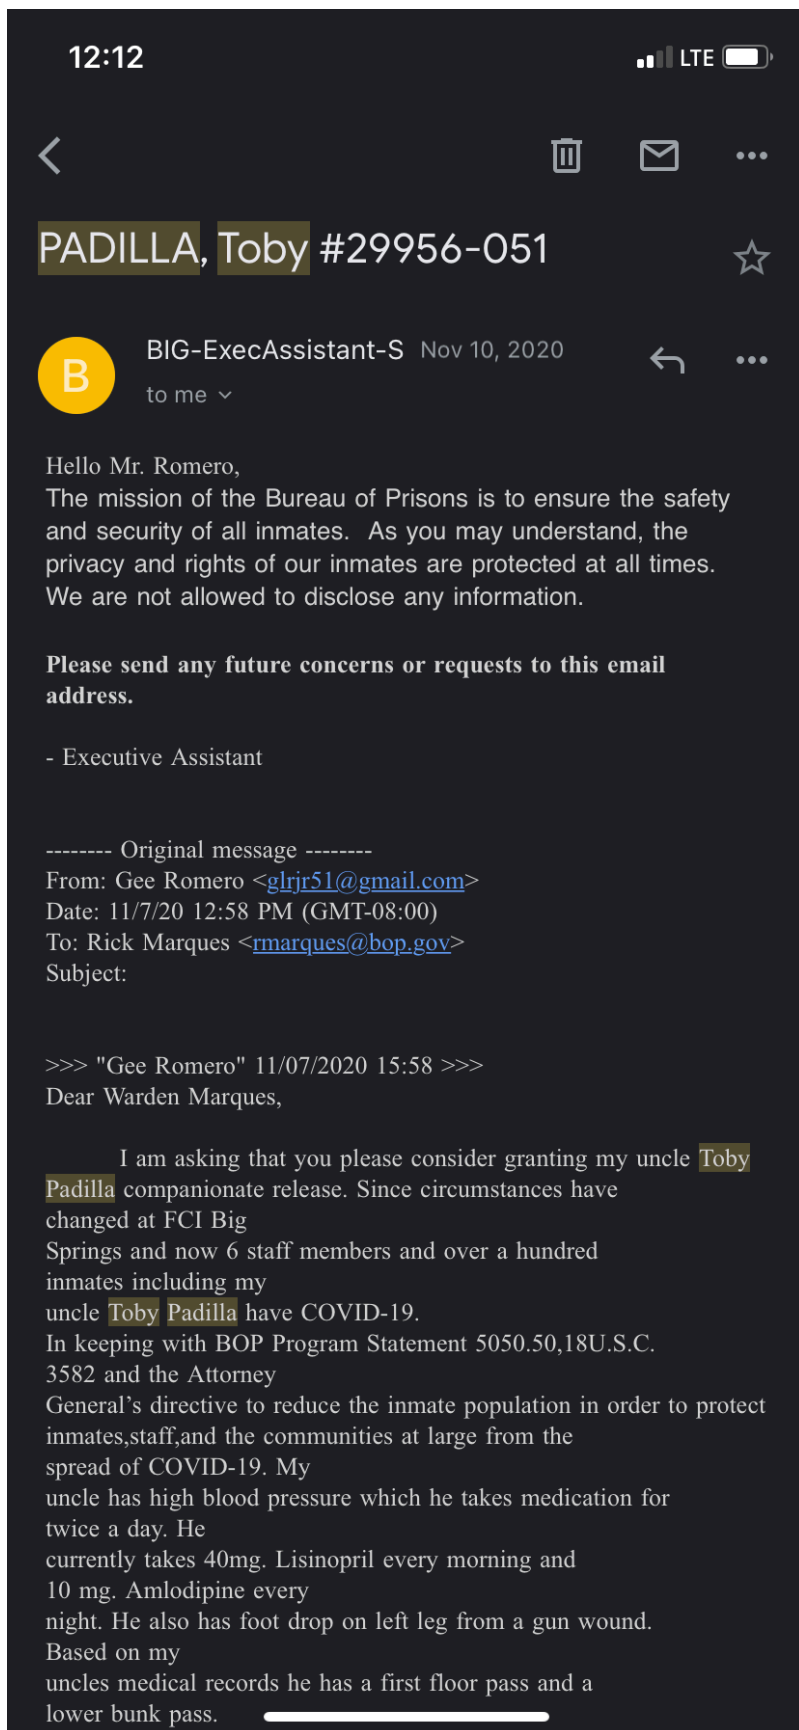 12:12
LTE
PADILLA, Toby #29956-051
B
BIG-ExecAssistant-S Nov 10, 2020
to me
Hello Mr. Romero,
The mission of the Bureau of Prisons is to ensure the safety
and security of all inmates.  As you may understand, the
privacy and rights of our inmates are protected at all times.
We are not allowed to disclose any information.
Please send any future concerns or requests to this email
address.
- Executive Assistant
-------- Original message --------
From: Gee Romero <glrjr51@gmail.com>
Date: 11/7/20 12:58 PM (GMT-08:00)
To: Rick Marques <rmarques@bop.gov>
Subject:
>>> "Gee Romero" 11/07/2020 15:58 >>>
Dear Warden Marques,
I am asking that you please consider granting my uncle Toby
Padilla companionate release. Since circumstances have
changed at FCI Big
Springs and now 6 staff members and over a hundred
inmates including my
uncle Toby Padilla have COVID-19.
In keeping with BOP Program Statement 5050.50,18U.S.C.
3582 and the Attorney
General’s directive to reduce the inmate population in order to protect
inmates,staff,and the communities at large from the
spread of COVID-19. My
uncle has high blood pressure which he takes medication for
twice a day. He
currently takes 40mg. Lisinopril every morning and
10 mg. Amlodipine every
night. He also has foot drop on left leg from a gun wound.
Based on my
uncles medical records he has a first floor pass and a
lower bunk pass.